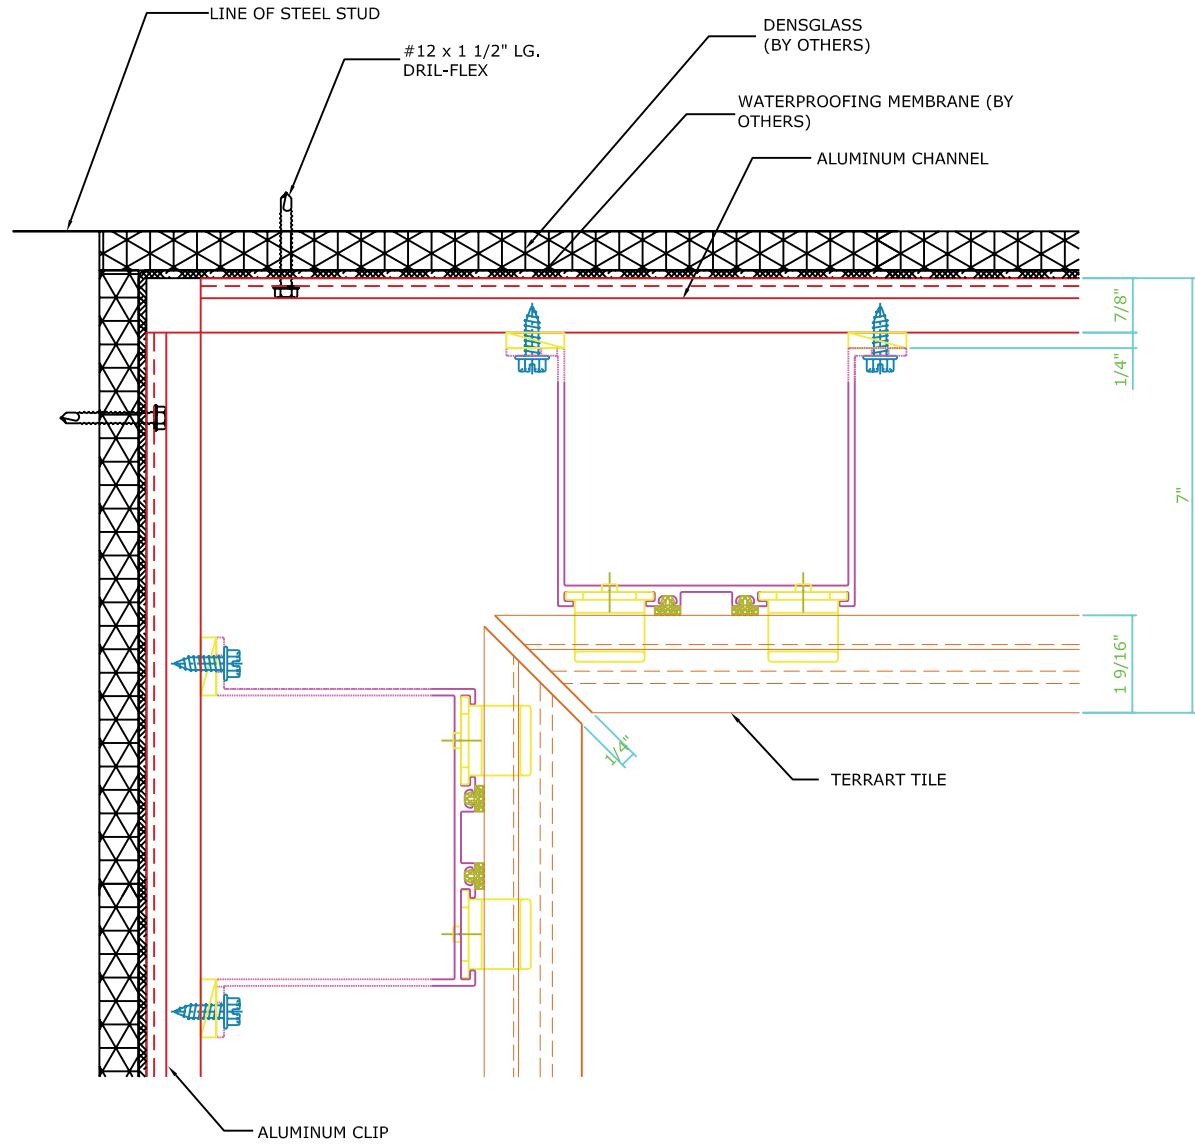 LINE OF STEEL STUD
#12 x 1 1/2" LG.
DRIL-FLEX
DENSGLASS
(BY OTHERS)
WATERPROOFING MEMBRANE (BY
OTHERS)
ALUMINUM CHANNEL
7/8"
1/4"
7"
1 9/16"
1/4"
TERRART TILE
ALUMINUM CLIP